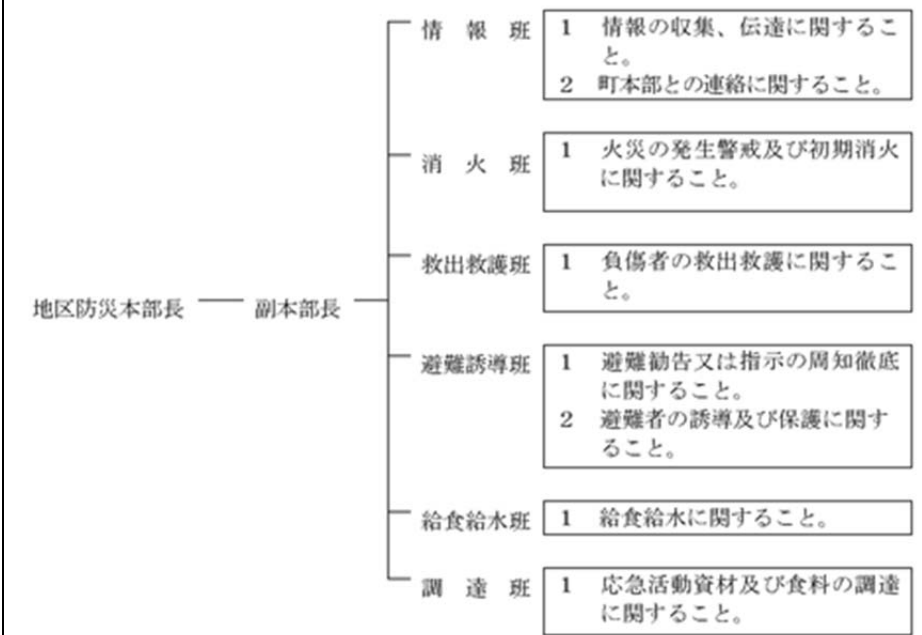 情報班
1 情報の収集、伝達に関するこ
と。
2 町本部との連絡に関すること。
消火班
1 火災の発生警戒及び初期消火
に関すること。
救出救護班
1 負傷者の救出救護に関するこ
と。
地区防災本部長 副本部長
避難誘導班
1 避難勧告又は指示の周知徹底
に関すること。
2 避難者の誘導及び保護に関す
ること。
給食給水班
1 給食給水に関すること。
調達班
1 応急活動資材及び食料の調達
に関すること。